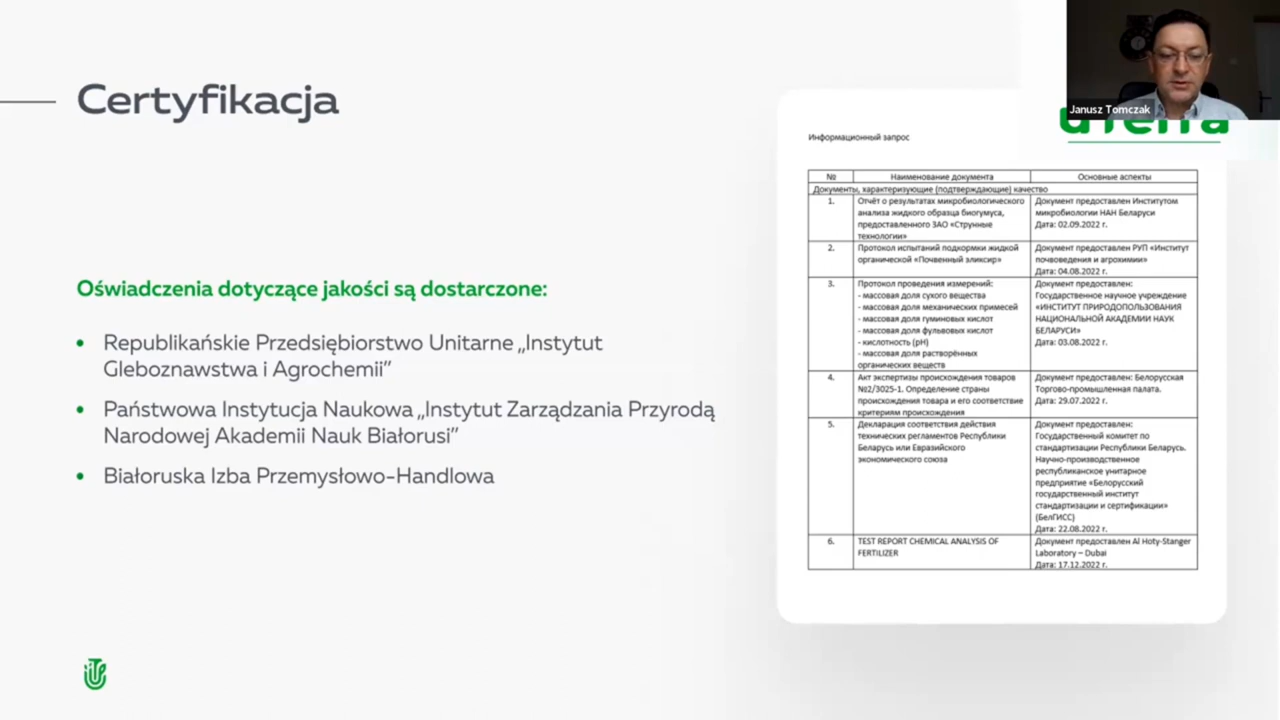 Certyfikacja
Oświadczenia dotyczące jakości są dostarczone:
Republikańskie Przedsiębiorstwo Unitarne „Instytut
Gleboznawstwa i Agrochemii”
Państwowa Instytucja Naukowa „Instytut Zarządzania Przyrodą
Narodowej Akademii Nauk Białorusi”
Białoruska Izba Przemysłowo-Handlowa
Janusz Tomczak
Информационный запрос
№ Наименование документа Основные аспекты
Документы, характеризующие (подтверждающие) качество
1. Отчёт о результатах микробиологического Документ предоставлен Институтом
анализа жидкого образца биогумуса, микробиологии НАН Беларуси
предоставленного ЗАО «Струнные Дата: 02.09.2022 г.
технологии»
2. Протокол испытаний подкормки жидкой Документ предоставлен РУП «Институт
органической «Почвенный эликсир» почвоведения и агрохимии»
Дата: 04.08.2022 г.
3. Протокол проведения измерений: Документ предоставлен:
- массовая доля сухого вещества Государственное научное учреждение
- массовая доля механических примесей «ИНСТИТУТ ПРИРОДОПОЛЬЗОВАНИЯ
- массовая доля гуминовых кислот НАЦИОНАЛЬНОЙ АКАДЕМИИ НАУК
- массовая доля фульвовых кислот БЕЛАРУСИ»
- кислотность (pH) Дата: 03.08.2022 г.
- массовая доля растворённых
органических веществ
4. Акт экспертизы происхождения товаров Документ предоставлен: Белорусская
№2/3025-1. Определение страны Торгово-промышленная палата.
происхождения товара и его соответствие Дата: 29.07.2022 г.
критериям происхождения
5. Декларация соответствия действия Документ предоставлен:
технических регламентов Республики Государственный комитет по
Беларусь или Евразийского стандартизации Республики Беларусь.
экономического союза Научно-производственное
республиканское унитарное
предприятие «Белорусский
государственный институт
стандартизации и сертификации»
(БелГИСС)
Дата: 22.08.2022 г.
6. TEST REPORT CHEMICAL ANALYSIS OF Документ предоставлен Al Hoty-Stanger
FERTILIZER Laboratory – Dubai
Дата: 17.12.2022 г.